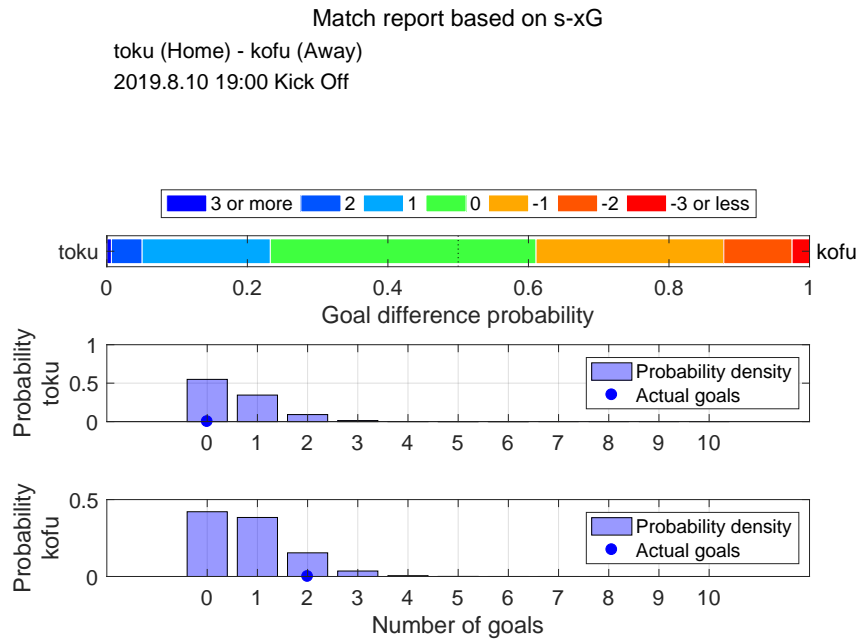 Match report based on s-xG
toku (Home) - kofu (Away)
2019.8.10 19:00 Kick Off
3 or more 2 1 0 -1 -2 -3 or less
toku kofu
0 0.2 0.4 0.6 0.8 1
Goal difference probability
Probability
toku
1
0.5
0
Probability density
Actual goals
0 1 2 3 4 5 6 7 8 9 10
Probability
kofu
0.5
0
Probability density
Actual goals
0 1 2 3 4 5 6 7 8 9 10
Number of goals